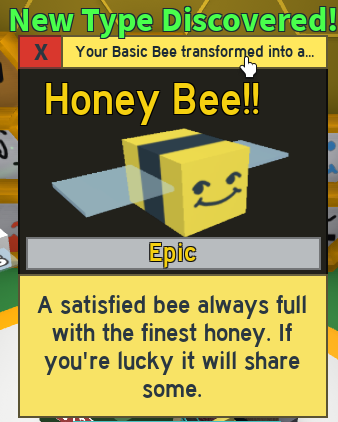 New Type Discovered!
X
Your Basic Bee transformed into a...
Honey Bee!!
Epic
A satisfied bee always full
with the finest honey. If
you're lucky it will share
some.